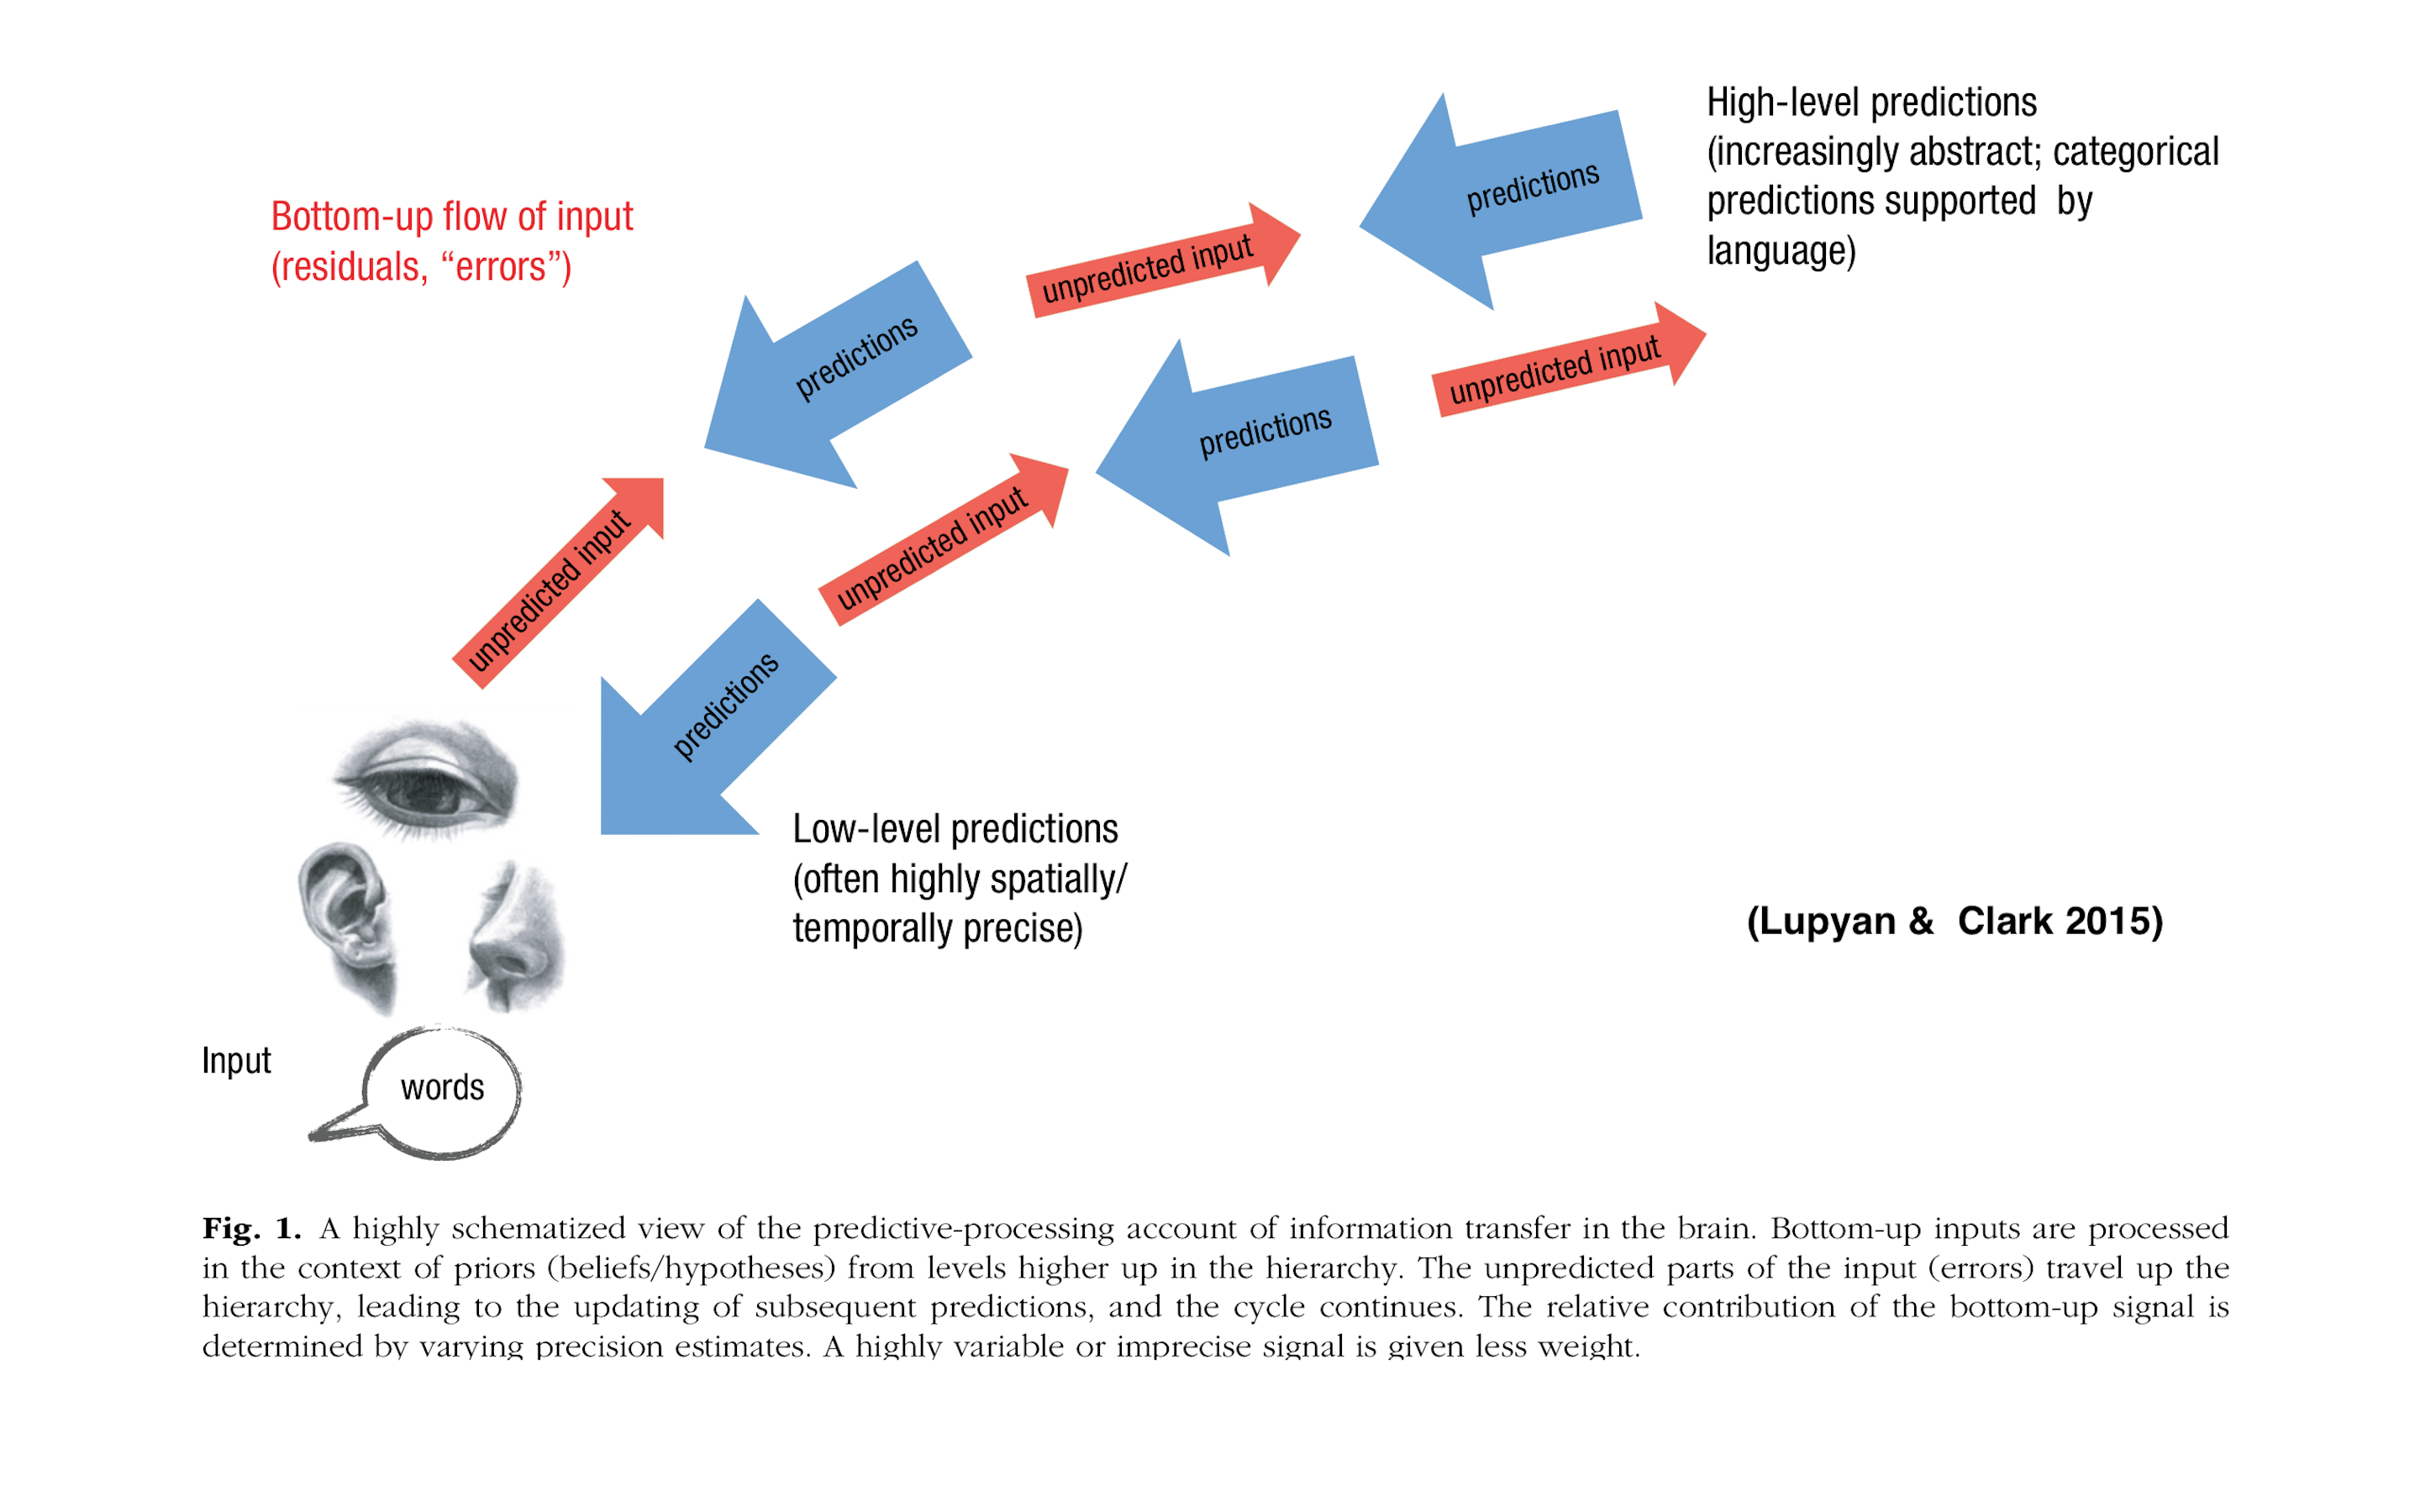 High-level predictions
(increasingly abstract; categorical
predictions supported  by
language)
Bottom-up flow of input
(residuals, “errors”)
predictions
unpredicted input
predictions
unpredicted input
predictions
unpredicted input
unpredicted input
predictions
Low-level predictions
(often highly spatially/
temporally precise)
(Lupyan &  Clark 2015)
Input
words
Fig. 1.  A highly schematized view of the predictive-processing account of information transfer in the brain. Bottom-up inputs are processed
in the context of priors (beliefs/hypotheses) from levels higher up in the hierarchy. The unpredicted parts of the input (errors) travel up the
hierarchy, leading to the updating of subsequent predictions, and the cycle continues. The relative contribution of the bottom-up signal is
determined by varying precision estimates. A highly variable or imprecise signal is given less weight.